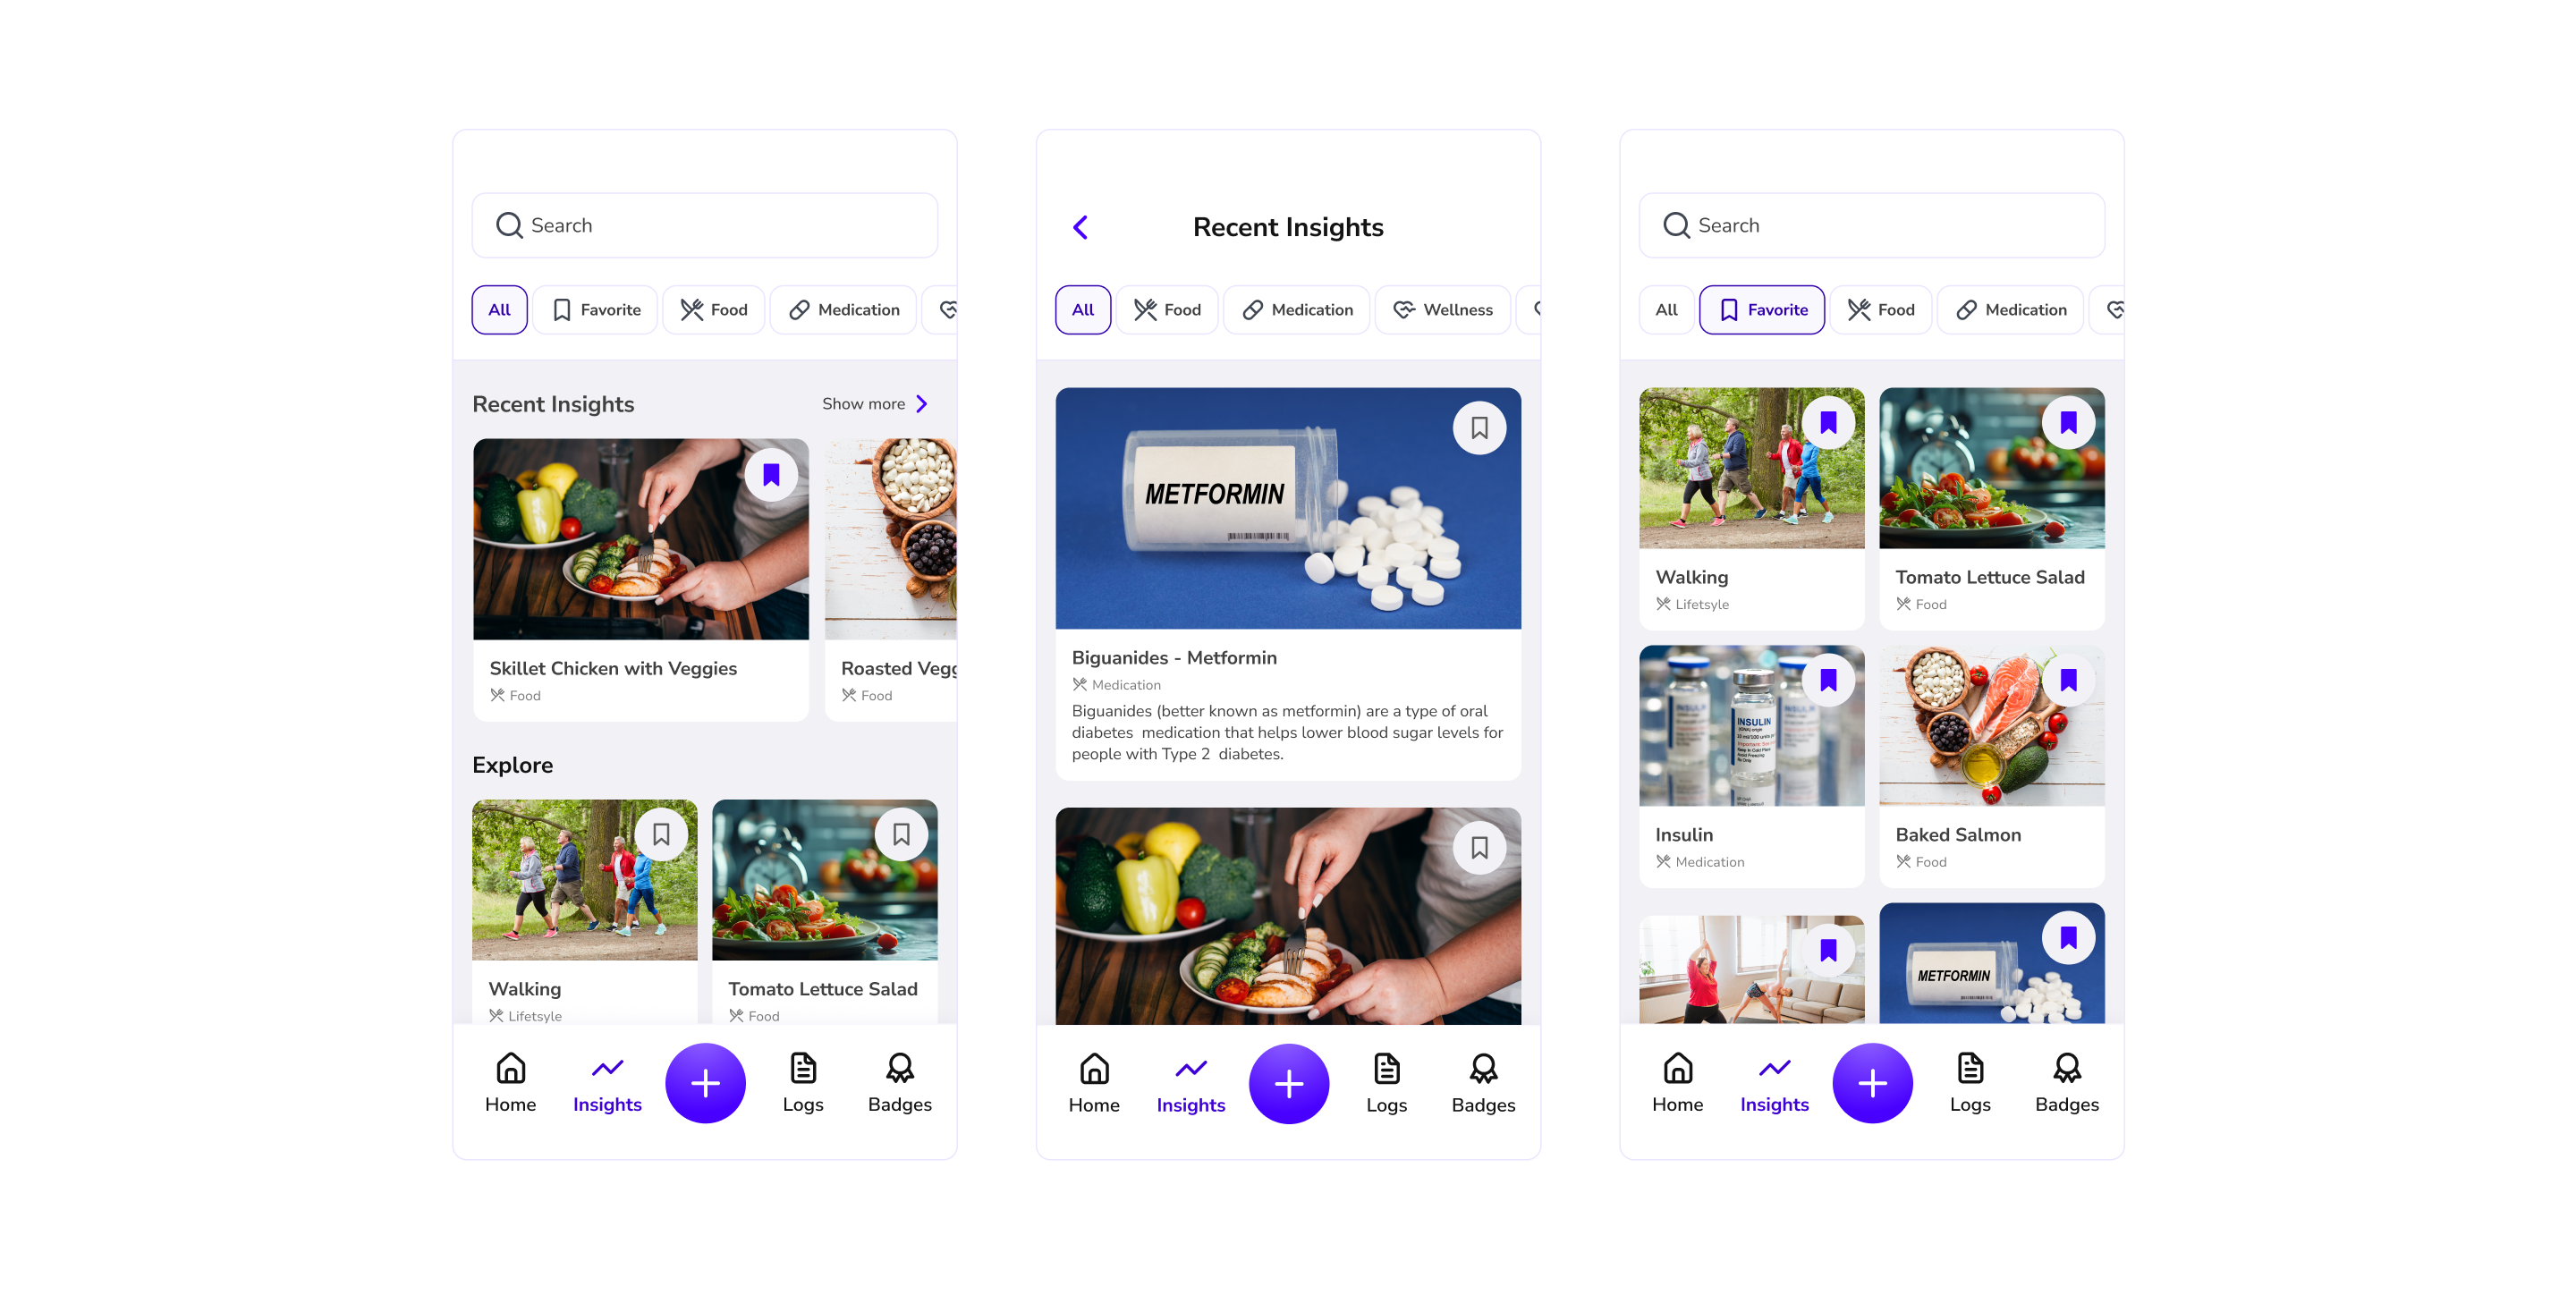 Search
All
Favorite
Food
Medication
Recent Insights
Show more
Skillet Chicken with Veggies
Food
Roasted Vegg
Food
Explore
Walking
Lifetsyle
Tomato Lettuce Salad
Food
Home
Insights
Logs
Badges
Recent Insights
All
Food
Medication
Wellness
METFORMIN
Biguanides - Metformin
Medication
Biguanides (better known as metformin) are a type of oral
diabetes medication that helps lower blood sugar levels for
people with Type 2 diabetes.
Home
Insights
Logs
Badges
Search
All
Favorite
Food
Medication
Walking
Lifetsyle
Tomato Lettuce Salad
Food
INSULIN
INSULIN
Insulin
Medication
Baked Salmon
Food
METFORMIN
Home
Insights
Logs
Badges